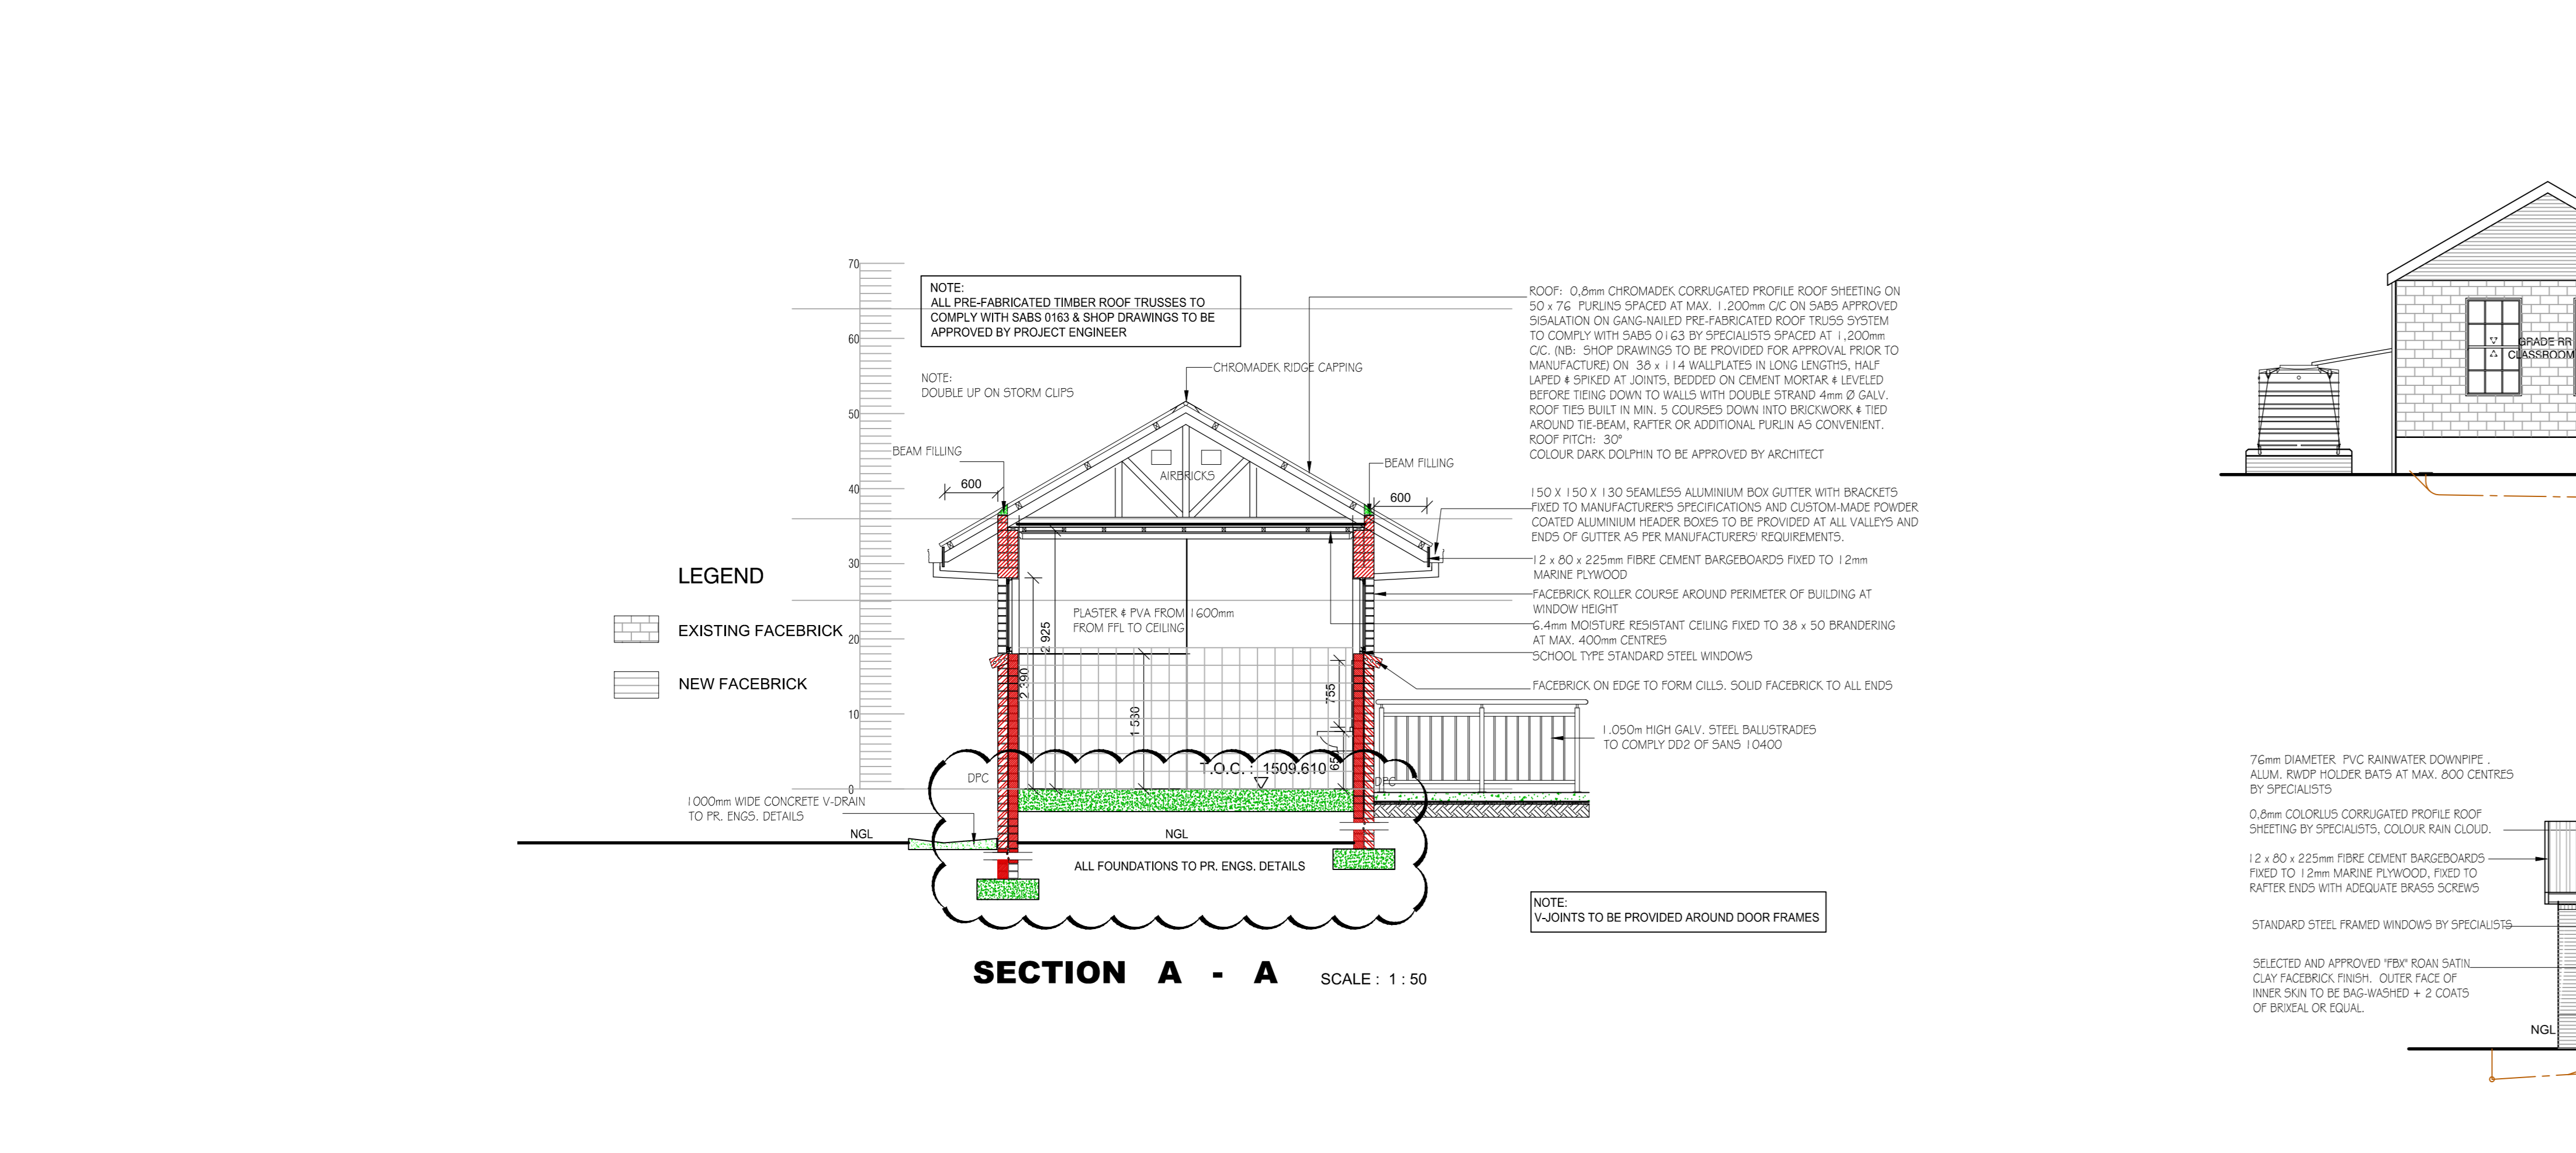 70
60
50
40
30
20
10
0
NOTE:
ALL PRE-FABRICATED TIMBER ROOF TRUSSES TO
COMPLY WITH SABS 0163 & SHOP DRAWINGS TO BE
APPROVED BY PROJECT ENGINEER
NOTE:
DOUBLE UP ON STORM CLIPS
CHROMADEK RIDGE CAPPING
BEAM FILLING
BEAM FILLING
600
600
AIRBRICKS
LEGEND
EXISTING FACEBRICK
NEW FACEBRICK
PLASTER & PVA FROM 1600mm
FROM FFL TO CEILING
2 925
2 390
1 530
755
650
T.O.C. : 1509.610
DPC
DPC
1000mm WIDE CONCRETE V-DRAIN
TO PR. ENGS. DETAILS
NGL
NGL
ALL FOUNDATIONS TO PR. ENGS. DETAILS
SECTION A - A
SCALE : 1 : 50
ROOF: 0,8mm CHROMADEK CORRUGATED PROFILE ROOF SHEETING ON
50 x 76 PURLINS SPACED AT MAX. 1.200mm C/C ON SABS APPROVED
SISALATION ON GANG-NAILED PRE-FABRICATED ROOF TRUSS SYSTEM
TO COMPLY WITH SABS 0163 BY SPECIALISTS SPACED AT 1,200mm
C/C. (NB: SHOP DRAWINGS TO BE PROVIDED FOR APPROVAL PRIOR TO
MANUFACTURE) ON 38 x 114 WALLPLATES IN LONG LENGTHS, HALF
LAPED & SPIKED AT JOINTS, BEDDED ON CEMENT MORTAR & LEVELED
BEFORE TIEING DOWN TO WALLS WITH DOUBLE STRAND 4mm Ø GALV.
ROOF TIES BUILT IN MIN. 5 COURSES DOWN INTO BRICKWORK & TIED
AROUND TIE-BEAM, RAFTER OR ADDITIONAL PURLIN AS CONVENIENT.
ROOF PITCH: 30°
COLOUR DARK DOLPHIN TO BE APPROVED BY ARCHITECT
150 X 150 X 130 SEAMLESS ALUMINIUM BOX GUTTER WITH BRACKETS
FIXED TO MANUFACTURER'S SPECIFICATIONS AND CUSTOM-MADE POWDER
COATED ALUMINIUM HEADER BOXES TO BE PROVIDED AT ALL VALLEYS AND
ENDS OF GUTTER AS PER MANUFACTURERS' REQUIREMENTS.
12 x 80 x 225mm FIBRE CEMENT BARGEBOARDS FIXED TO 12mm
MARINE PLYWOOD
FACEBRICK ROLLER COURSE AROUND PERIMETER OF BUILDING AT
WINDOW HEIGHT
6.4mm MOISTURE RESISTANT CEILING FIXED TO 38 x 50 BRANDERING
AT MAX. 400mm CENTRES
SCHOOL TYPE STANDARD STEEL WINDOWS
FACEBRICK ON EDGE TO FORM CILLS. SOLID FACEBRICK TO ALL ENDS
1.050m HIGH GALV. STEEL BALUSTRADES
TO COMPLY DD2 OF SANS 10400
NOTE:
V-JOINTS TO BE PROVIDED AROUND DOOR FRAMES
GRADE RR
CLASSROOM
76mm DIAMETER PVC RAINWATER DOWNPIPE .
ALUM. RWDP HOLDER BATS AT MAX. 800 CENTRES
BY SPECIALISTS
0,8mm COLORLUS CORRUGATED PROFILE ROOF
SHEETING BY SPECIALISTS, COLOUR RAIN CLOUD.
12 x 80 x 225mm FIBRE CEMENT BARGEBOARDS
FIXED TO 12mm MARINE PLYWOOD, FIXED TO
RAFTER ENDS WITH ADEQUATE BRASS SCREWS
STANDARD STEEL FRAMED WINDOWS BY SPECIALISTS
SELECTED AND APPROVED "FBX" ROAN SATIN
CLAY FACEBRICK FINISH. OUTER FACE OF
INNER SKIN TO BE BAG-WASHED + 2 COATS
OF BRIXEAL OR EQUAL.
NGL